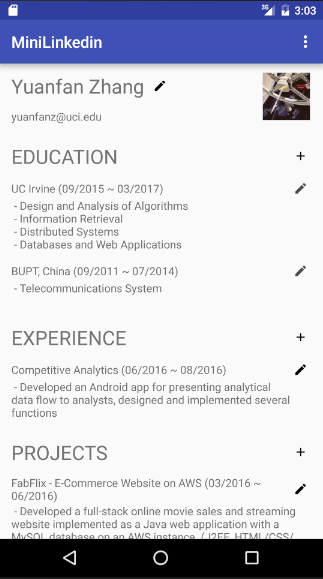 3G 3:03
MiniLinkedin
Yuanfan Zhang
yuanfanz@uci.edu
EDUCATION
UC Irvine (09/2015 ~ 03/2017)
- Design and Analysis of Algorithms
- Information Retrieval
- Distributed Systems
- Databases and Web Applications
BUPT, China (09/2011 ~ 07/2014)
- Telecommunications System
EXPERIENCE
Competitive Analytics (06/2016 ~ 08/2016)
- Developed an Android app for presenting analytical
data flow to analysts, designed and implemented several
functions
PROJECTS
FabFlix - E-Commerce Website on AWS (03/2016 ~
06/2016)
- Developed a full-stack online movie sales and streaming
website implemented as a Java web application with a
MySQL database on an AWS instance. (J2EE, HTML/CSS/